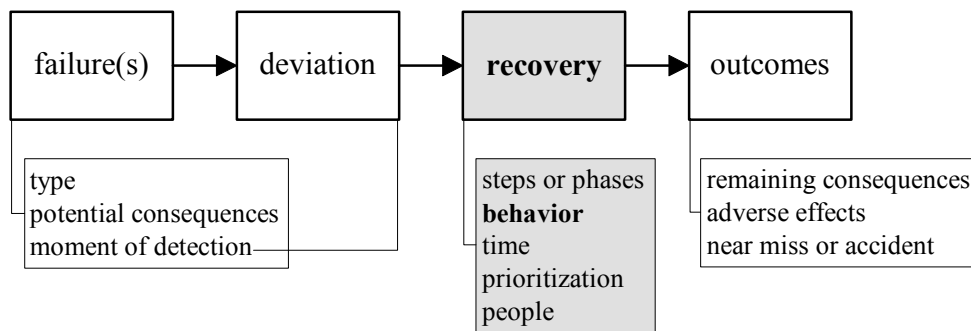 failure(s)
deviation
recovery
outcomes
type
potential consequences
moment of detection
steps or phases
behavior
time
prioritization
people
remaining consequences
adverse effects
near miss or accident